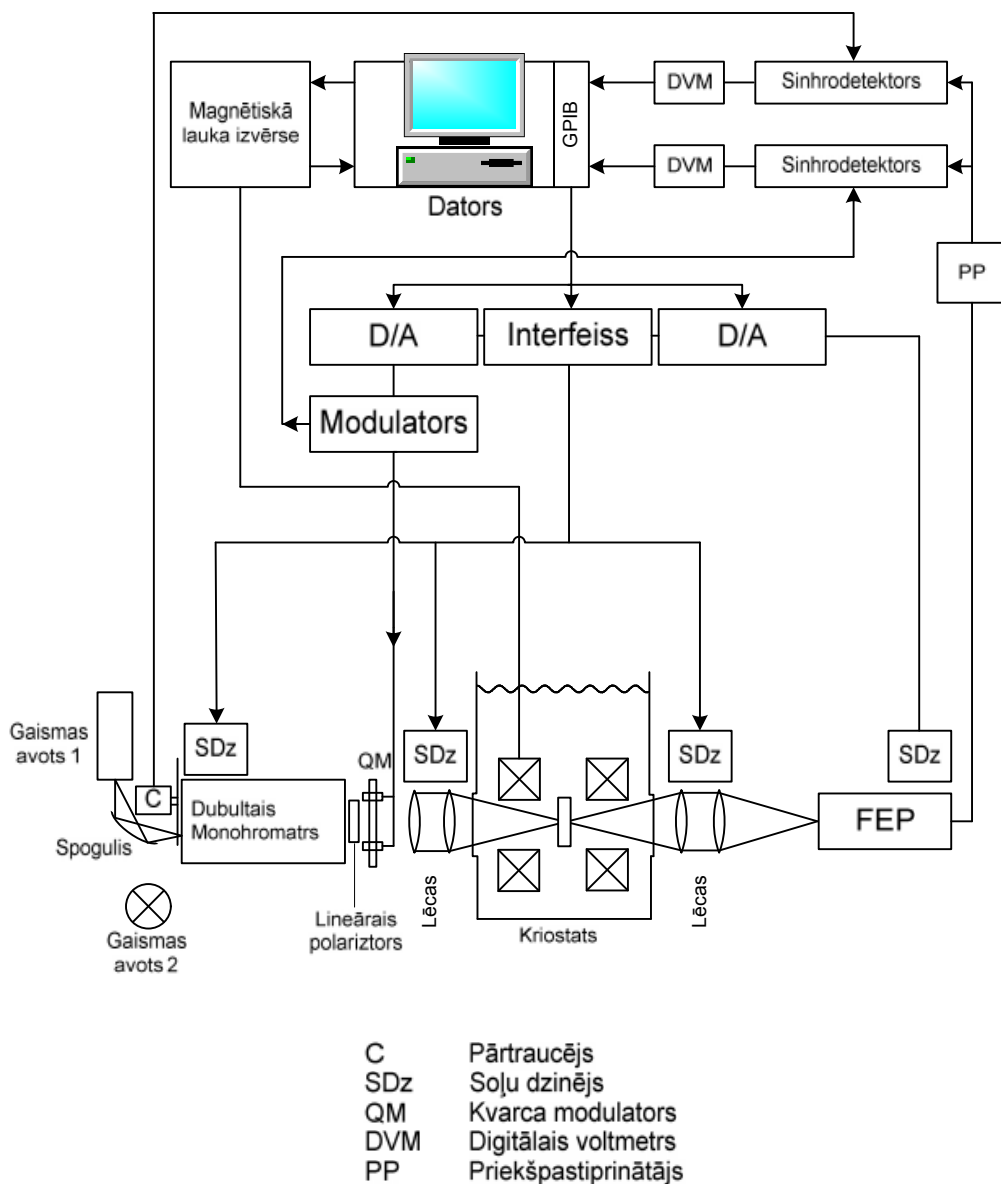 Magnētiskā
lauka izvērse
GPIB
Dators
DVM
Sinhrodetektors
DVM
Sinhrodetektors
PP
D/A
Interfeiss
D/A
Modulators
Gaismas
avots 1
SDz
QM
SDz
SDz
SDz
C
Dubultais
Monohromatrs
FEP
Spogulis
Gaismas
avots 2
Lineārais
polariztors
Lēcas
Kriostats
Lēcas
C Pārtraucējs
SDz Soļu dzinējs
QM Kvarca modulators
DVM Digitālais voltmetrs
PP Priekšpastiprinātājs